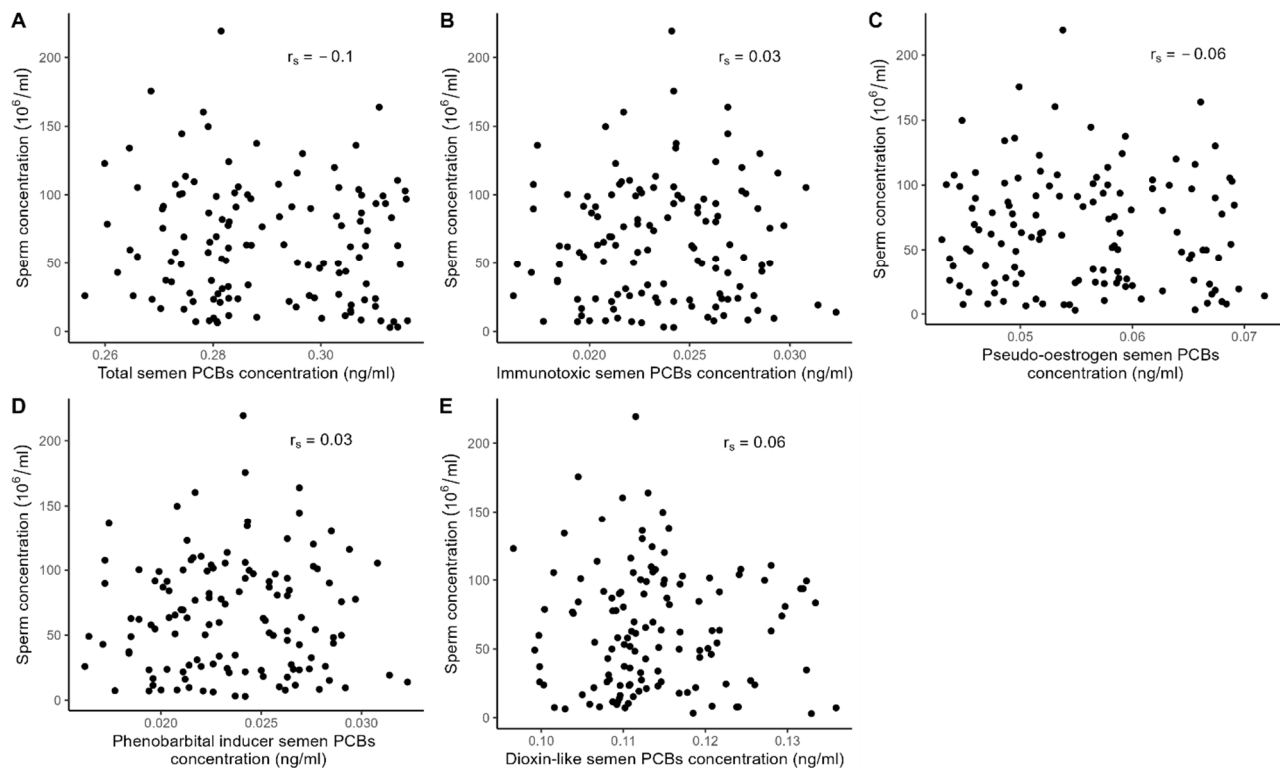 A
r_s = − 0.1
Sperm concentration (10^6/ml)
200
150
100
50
0
0.26 0.28 0.30
Total semen PCBs concentration (ng/ml)
B
r_s = 0.03
Sperm concentration (10^6/ml)
200
150
100
50
0
0.020 0.025 0.030
Immunotoxic semen PCBs concentration (ng/ml)
C
r_s = − 0.06
Sperm concentration (10^6/ml)
200
150
100
50
0
0.05 0.06 0.07
Pseudo-oestrogen semen PCBs
concentration (ng/ml)
D
r_s = 0.03
Sperm concentration (10^6/ml)
200
150
100
50
0
0.020 0.025 0.030
Phenobarbital inducer semen PCBs
concentration (ng/ml)
E
r_s = 0.06
Sperm concentration (10^6/ml)
200
150
100
50
0
0.10 0.11 0.12 0.13
Dioxin-like semen PCBs concentration (ng/ml)